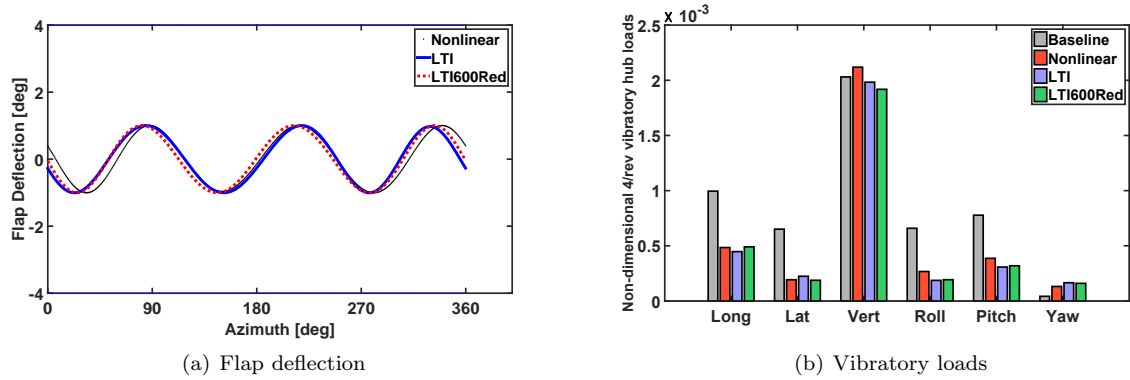 4
2
0
-2
-4
Flap Deflection [deg]
Nonlinear
LTI
LTI600Red
0
90
180
270
360
Azimuth [deg]
(a) Flap deflection
x 10^-3
2.5
2
1.5
1
0.5
0
Non-dimensional 4/rev vibratory hub loads
Baseline
Nonlinear
LTI
LTI600Red
Long
Lat
Vert
Roll
Pitch
Yaw
(b) Vibratory loads